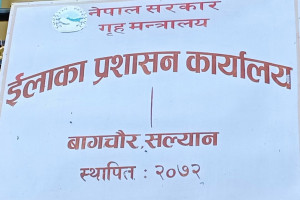 नेपाल सरकार
गृह मन्त्रालय
ईलाका प्रशासन कार्यालय
बागचौर, सल्यान
स्थापित : २०७२